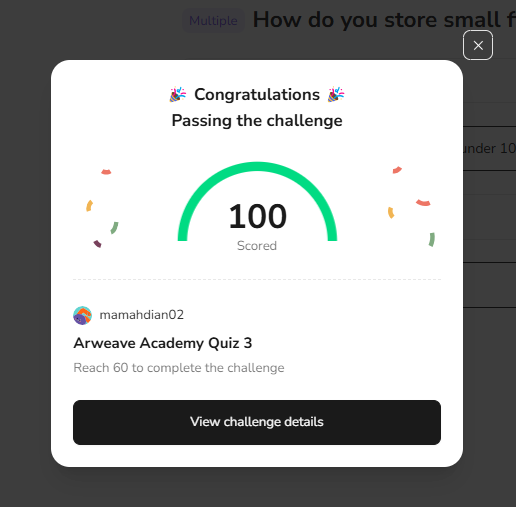 Multiple How do you store small f
under 10
🎉 Congratulations 🎉
Passing the challenge
100
Scored
mamahdian02
Arweave Academy Quiz 3
Reach 60 to complete the challenge
View challenge details